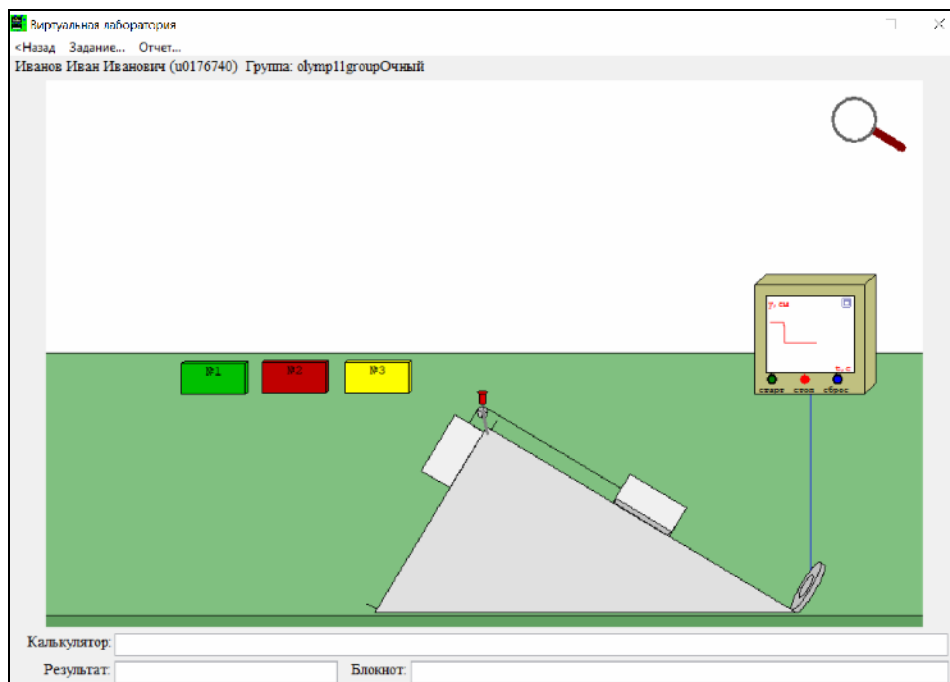 Виртуальная лаборатория
<Назад Задание... Отчет...
Иванов Иван Иванович (u0176740) Группа: olymp11groupОчный
y, см
t, с
старт стоп сброс
№1 №2 №3
Калькулятор:
Результат: Блокнот: